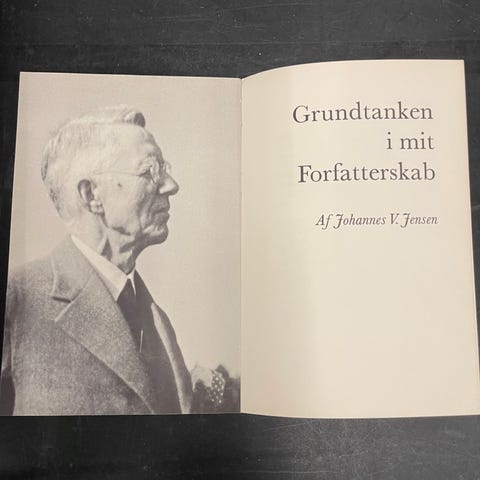 Grundtanken
i mit
Forfatterskab
Af Johannes V. Jensen